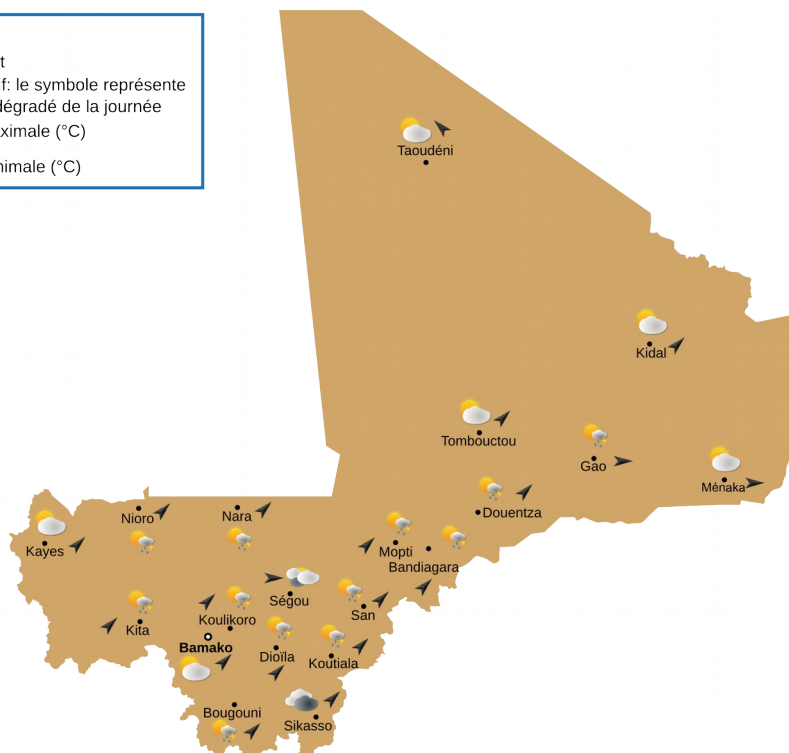 t
f: le symbole représente
dégradé de la journée
ximale (°C)
nimale (°C)
Taoudéni
Kidal
Tombouctou
Gao
Ménaka
Douentza
Nioro
Nara
Kayes
Mopti
Bandiagara
Ségou
San
Koulikoro
Kita
Bamako
Dioïla
Koutiala
Bougouni
Sikasso